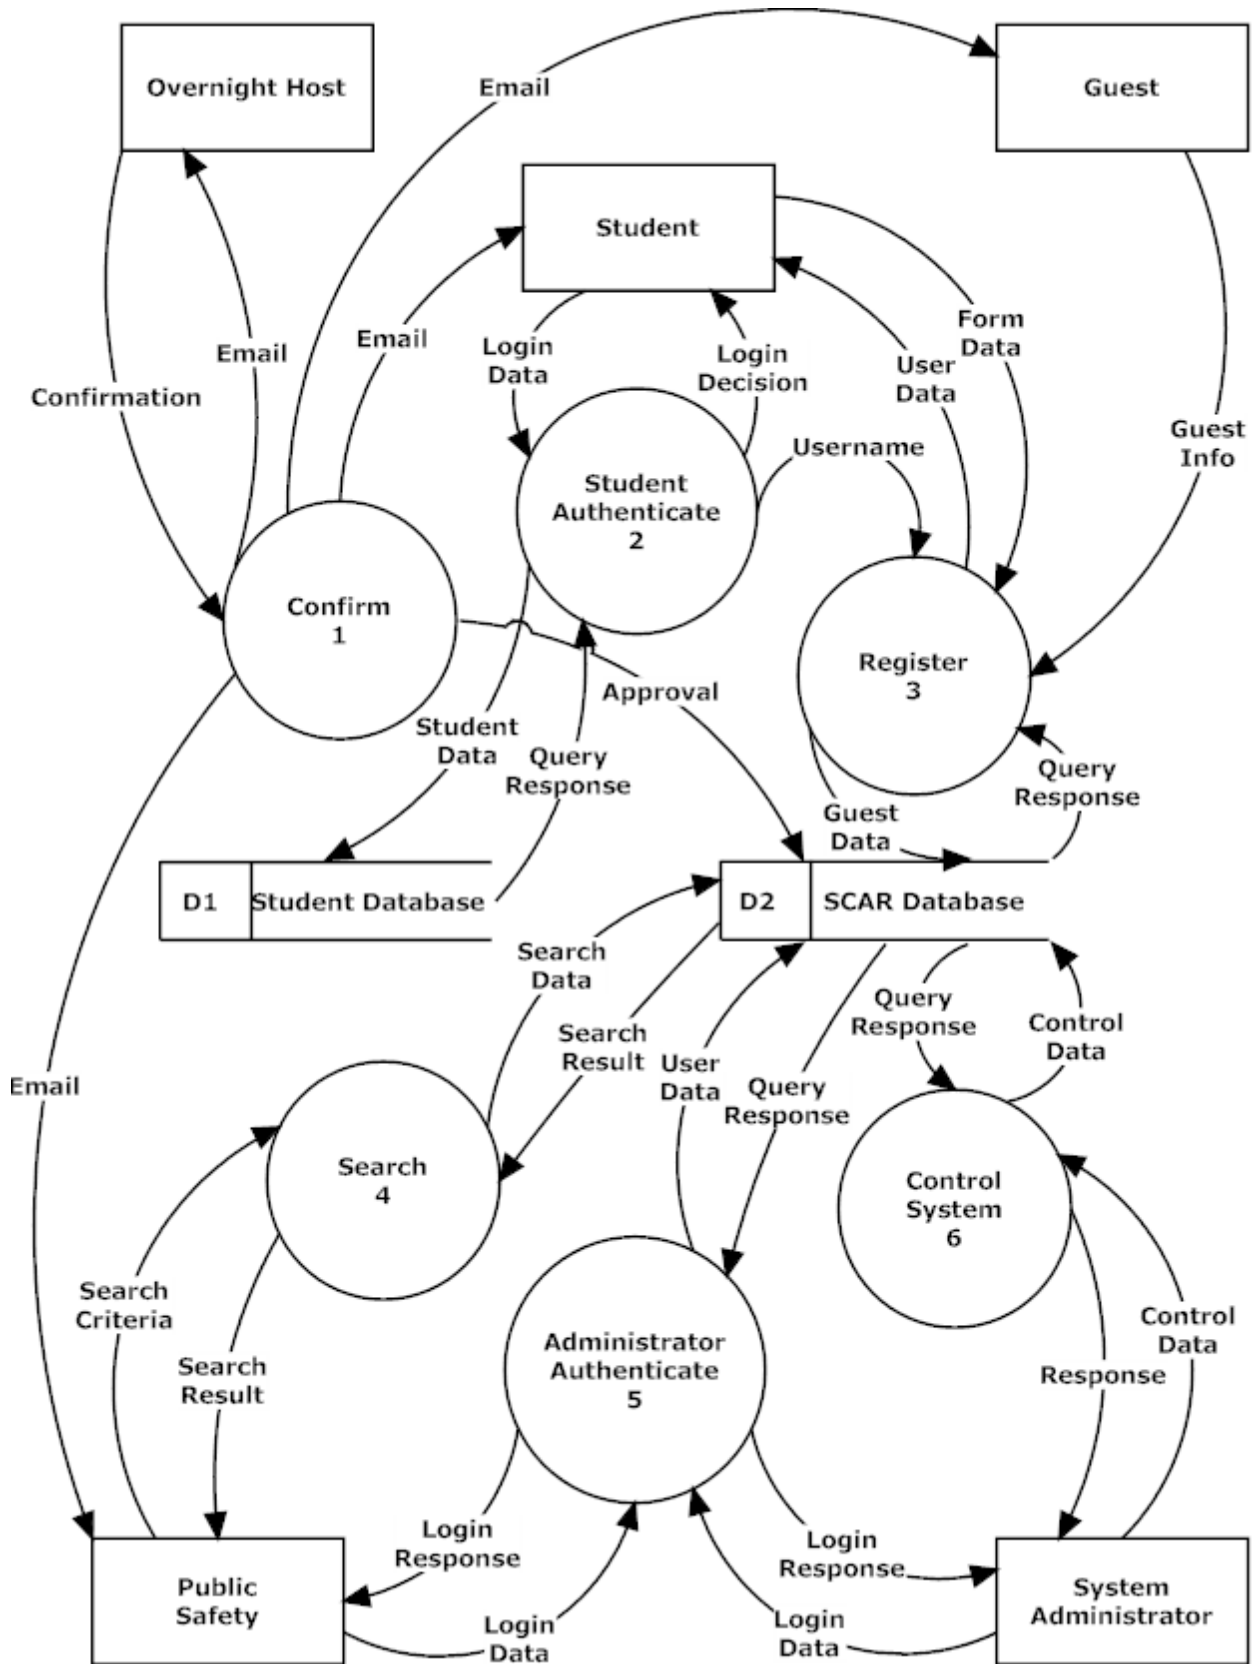 Overnight Host
Email
Guest
Student
Email
Email
Confirmation
Login
Data
Login
Decision
Form
Data
User
Data
Guest
Info
Username
Student
Authenticate
2
Confirm
1
Register
3
Approval
Student
Data
Query
Response
Query
Response
Guest
Data
D1
Student Database
D2
SCAR Database
Search
Data
Search
Result
User
Data
Query
Response
Query
Response
Control
Data
Email
Search
4
Control
System
6
Search
Criteria
Search
Result
Administrator
Authenticate
5
Control
Data
Response
Login
Response
Login
Response
Public
Safety
Login
Data
Login
Data
System
Administrator